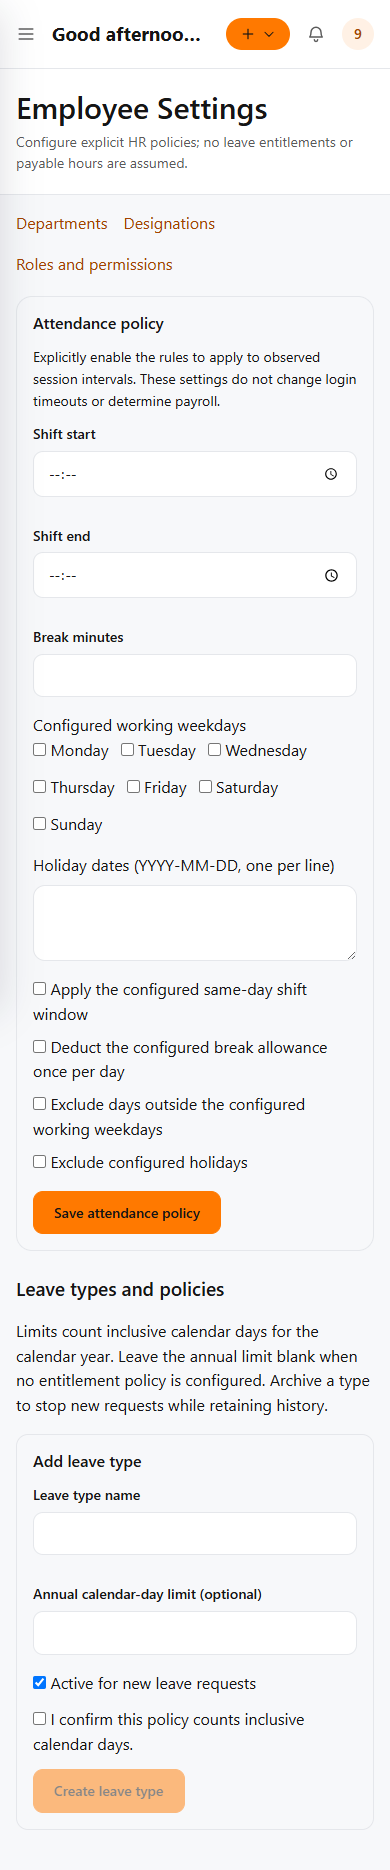 Good afternoo...
9
Employee Settings
Configure explicit HR policies; no leave entitlements or
payable hours are assumed.
Departments Designations
Roles and permissions
Attendance policy
Explicitly enable the rules to apply to observed
session intervals. These settings do not change login
timeouts or determine payroll.
Shift start
--:--
Shift end
--:--
Break minutes
Configured working weekdays
Monday Tuesday Wednesday
Thursday Friday Saturday
Sunday
Holiday dates (YYYY-MM-DD, one per line)
Apply the configured same-day shift
window
Deduct the configured break allowance
once per day
Exclude days outside the configured
working weekdays
Exclude configured holidays
Save attendance policy
Leave types and policies
Limits count inclusive calendar days for the
calendar year. Leave the annual limit blank when
no entitlement policy is configured. Archive a type
to stop new requests while retaining history.
Add leave type
Leave type name
Annual calendar-day limit (optional)
Active for new leave requests
I confirm this policy counts inclusive
calendar days.
Create leave type